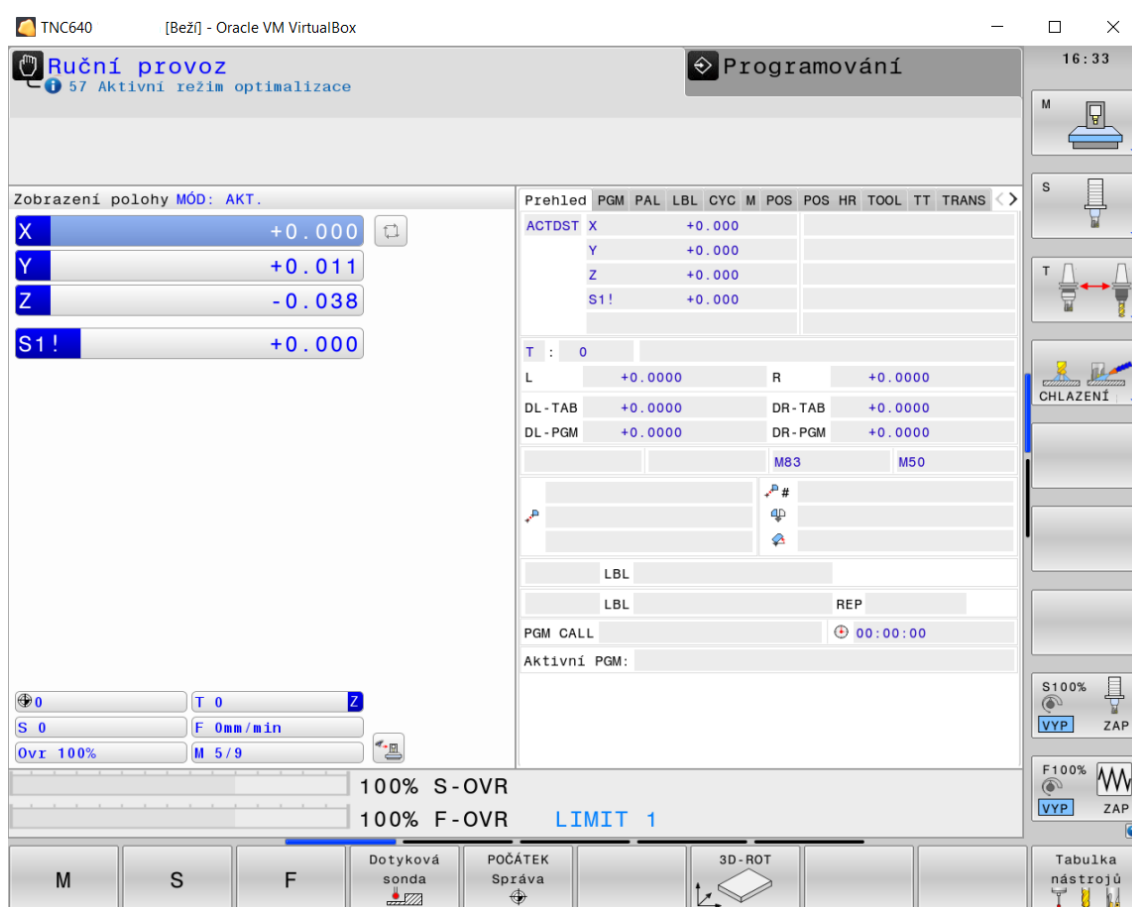 TNC640 [Beží] - Oracle VM VirtualBox
Ruční provoz
57 Aktivní režim optimalizace
Programování
16:33
Zobrazení polohy MÓD: AKT.
X +0.000
Y +0.011
Z -0.038
S1! +0.000
0
T 0 Z
S 0
F 0mm/min
Ovr 100%
M 5/9
Prehled PGM PAL LBL CYC M POS POS HR TOOL TT TRANS
ACTDST X +0.000
Y +0.000
Z +0.000
S1! +0.000
T : 0
L +0.0000 R +0.0000
DL-TAB +0.0000 DR-TAB +0.0000
DL-PGM +0.0000 DR-PGM +0.0000
M83 M50
#
LBL
LBL REP
PGM CALL 00:00:00
Aktivní PGM:
100% S-OVR
100% F-OVR LIMIT 1
M
S
T
CHLAZENÍ
S100%
VYP ZAP
F100%
VYP ZAP
M
S
F
Dotyková
sonda
POČÁTEK
Správa
3D-ROT
Tabulka
nástrojů